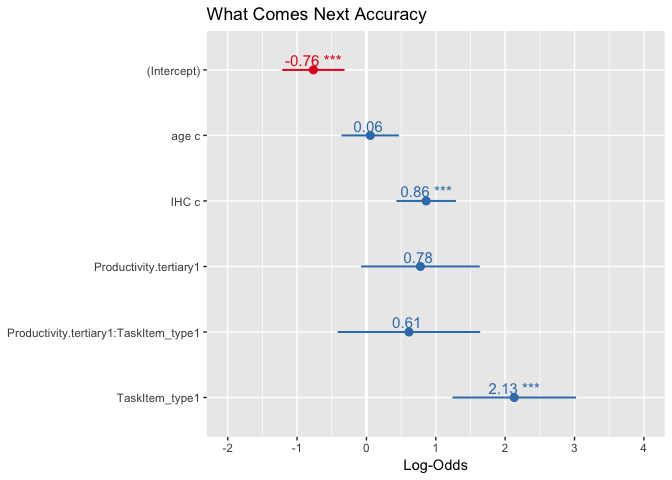 What Comes Next Accuracy
(Intercept)
-0.76 ***
age c
0.06
IHC c
0.86 ***
Productivity.tertiary1
0.78
Productivity.tertiary1:TaskItem_type1
0.61
TaskItem_type1
2.13 ***
-2 -1 0 1 2 3 4
Log-Odds